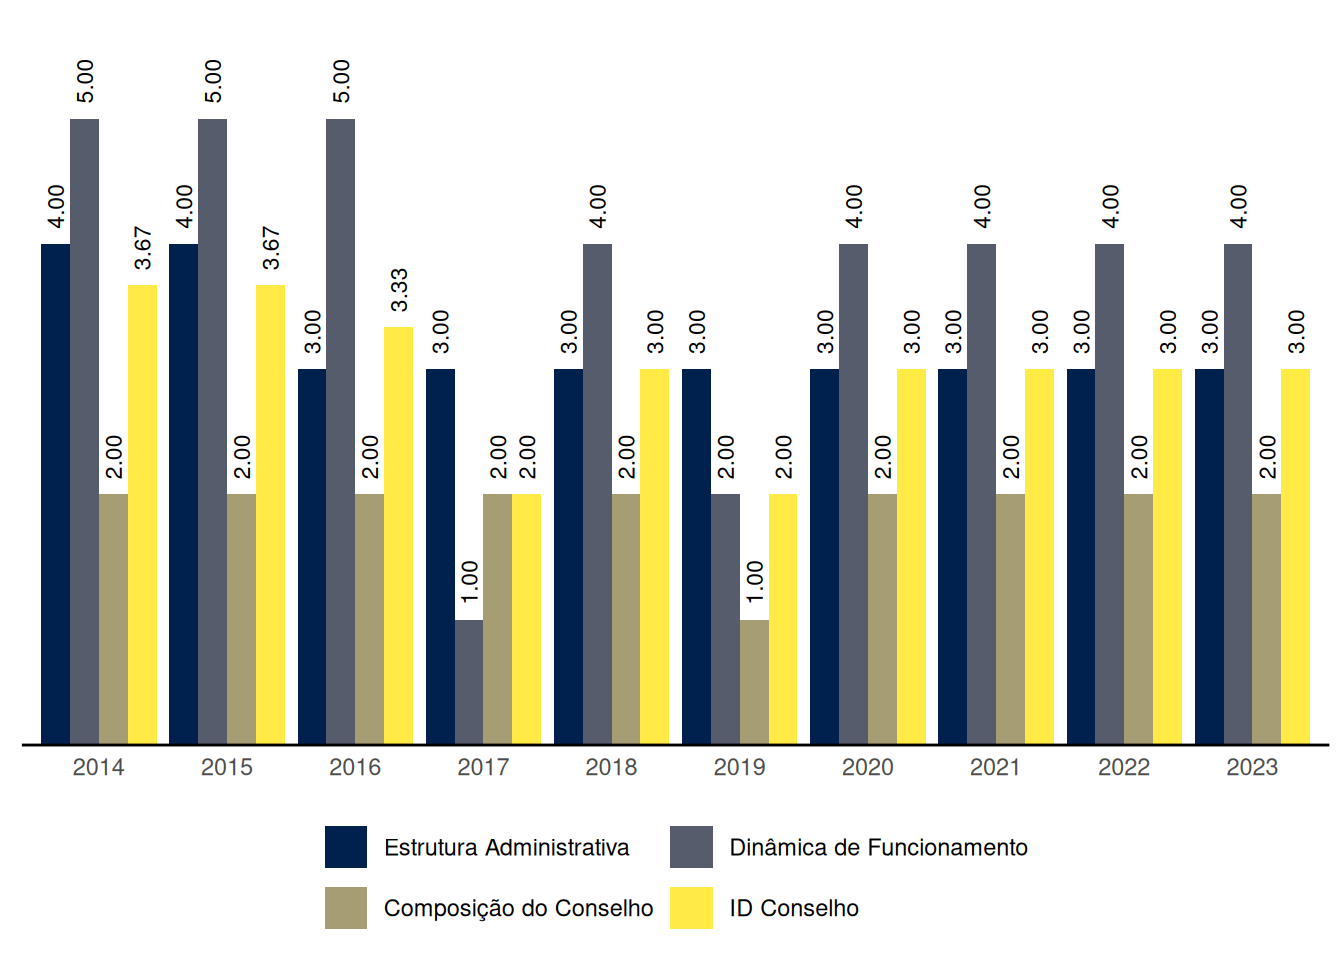 5.00 5.00 5.00
4.00 4.00 4.00 4.00 4.00 4.00 4.00
3.67 3.67
3.33
3.00 3.00 3.00 3.00 3.00 3.00 3.00 3.00 3.00 3.00 3.00 3.00 3.00
2.00 2.00 2.00 2.00 2.00 2.00 2.00 2.00 2.00 2.00 2.00 2.00
1.00 1.00
2014 2015 2016 2017 2018 2019 2020 2021 2022 2023
Estrutura Administrativa Dinâmica de Funcionamento
Composição do Conselho ID Conselho